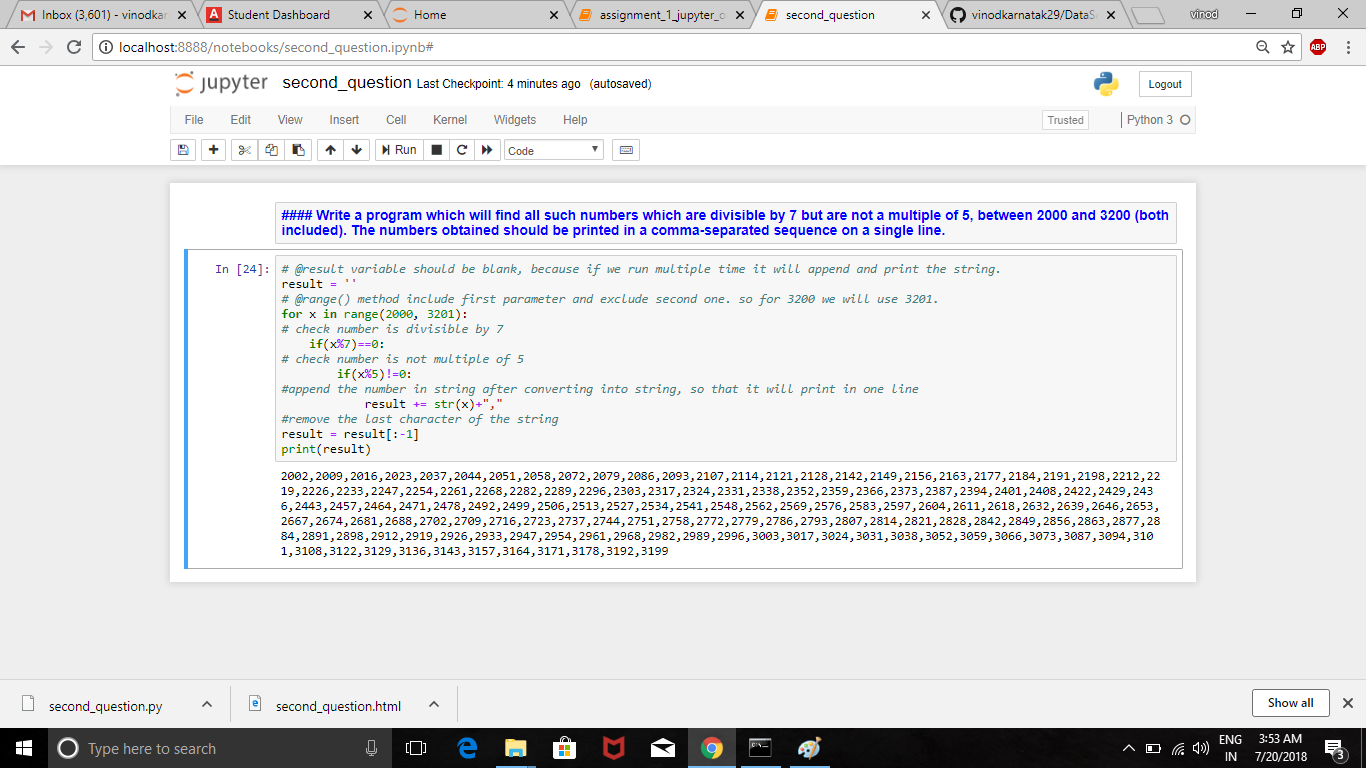 Inbox (3,601) - vinodkar
Student Dashboard
Home
assignment_1_jupyter_o
second_question
vinodkarnatak29/DataS
vinod
localhost:8888/notebooks/second_question.ipynb#
ABP
jupyter second_question Last Checkpoint: 4 minutes ago (autosaved)
Logout
File Edit View Insert Cell Kernel Widgets Help
Trusted
Python 3
Run
Code
#### Write a program which will find all such numbers which are divisible by 7 but are not a multiple of 5, between 2000 and 3200 (both
included). The numbers obtained should be printed in a comma-separated sequence on a single line.
In [24]: # @result variable should be blank, because if we run multiple time it will append and print the string.
result = ''
# @range() method include first parameter and exclude second one. so for 3200 we will use 3201.
for x in range(2000, 3201):
# check number is divisible by 7
if(x%7)==0:
# check number is not multiple of 5
if(x%5)!=0:
#append the number in string after converting into string, so that it will print in one line
result += str(x)+","
#remove the last character of the string
result = result[:-1]
print(result)
2002,2009,2016,2023,2037,2044,2051,2058,2072,2079,2086,2093,2107,2114,2121,2128,2142,2149,2156,2163,2177,2184,2191,2198,2212,22
19,2226,2233,2247,2254,2261,2268,2282,2289,2296,2303,2317,2324,2331,2338,2352,2359,2366,2373,2387,2394,2401,2408,2422,2429,243
6,2443,2457,2464,2471,2478,2492,2499,2506,2513,2527,2534,2541,2548,2562,2569,2576,2583,2597,2604,2611,2618,2632,2639,2646,2653,
2667,2674,2681,2688,2702,2709,2716,2723,2737,2744,2751,2758,2772,2779,2786,2793,2807,2814,2821,2828,2842,2849,2856,2863,2877,28
84,2891,2898,2912,2919,2926,2933,2947,2954,2961,2968,2982,2989,2996,3003,3017,3024,3031,3038,3052,3059,3066,3073,3087,3094,310
1,3108,3122,3129,3136,3143,3157,3164,3171,3178,3192,3199
second_question.py
second_question.html
Show all
Type here to search
ENG
IN
3:53 AM
7/20/2018
3